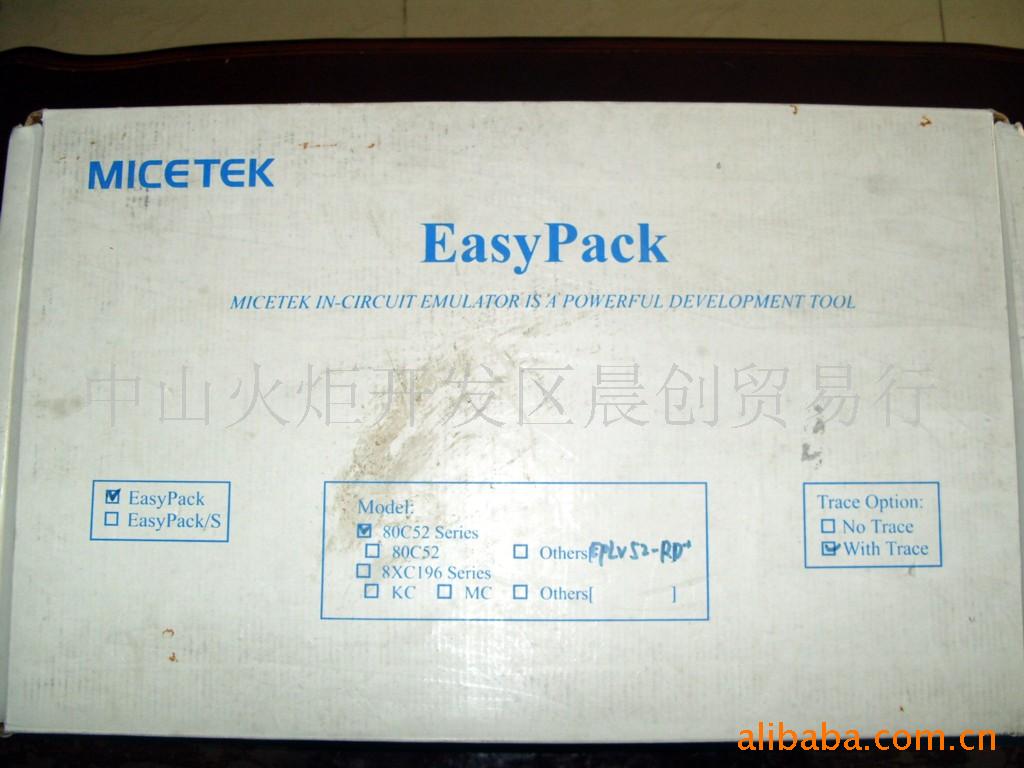 MICETEK
EasyPack
MICETEK IN-CIRCUIT EMULATOR IS A POWERFUL DEVELOPMENT TOOL
中山火炬开发区晨创贸易行
EasyPack
EasyPack/S
Model:
80C52 Series
80C52 Others[EPLV52-RD+
8XC196 Series
KC MC Others[ ]
Trace Option:
No Trace
With Trace
alibaba.com.cn